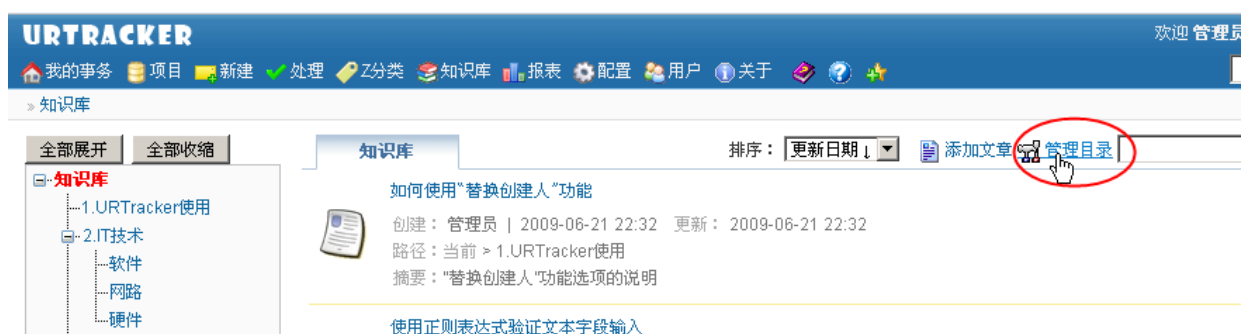 URTRACKER 欢迎 管理员
我的事务 项目 新建 处理 Z分类 知识库 报表 配置 用户 关于
» 知识库
全部展开 全部收缩
知识库
1.URTracker使用
2.IT技术
软件
网路
硬件
知识库 排序： 更新日期↓ 添加文章 管理目录
如何使用"替换创建人"功能
创建： 管理员 | 2009-06-21 22:32 更新： 2009-06-21 22:32
路径：当前 > 1.URTracker使用
摘要："替换创建人"功能选项的说明
使用正则表达式验证文本字段输入